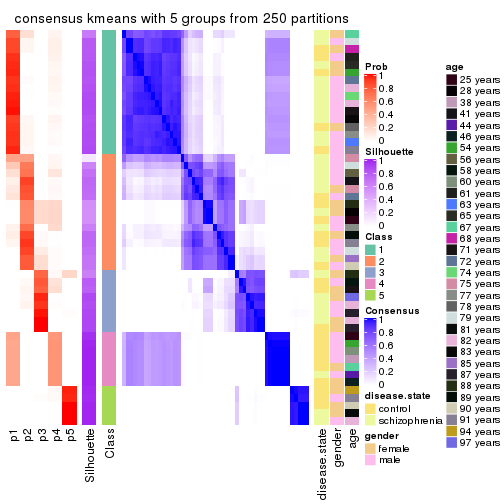 consensus kmeans with 5 groups from 250 partitions
p1
p2
p3
p4
p5
Silhouette
Class
disease.state
gender
age
Prob
1
0.8
0.6
0.4
0.2
0
Silhouette
1
0.8
0.6
0.4
0.2
0
Class
1
2
3
4
5
Consensus
1
0.8
0.6
0.4
0.2
0
disease.state
control
schizophrenia
gender
female
male
age
25 years
28 years
38 years
41 years
44 years
46 years
54 years
56 years
58 years
60 years
61 years
63 years
65 years
67 years
68 years
71 years
72 years
74 years
75 years
77 years
78 years
79 years
81 years
82 years
83 years
85 years
87 years
88 years
89 years
90 years
91 years
94 years
97 years